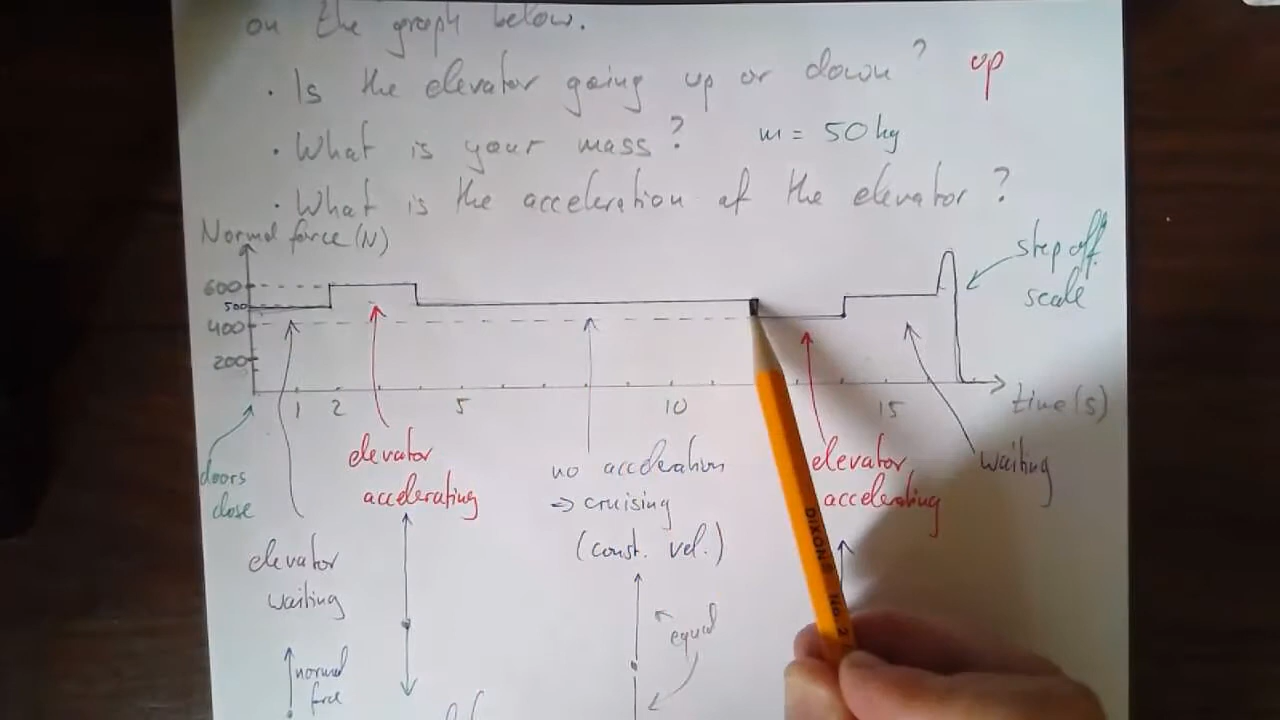 on the graph below.
· Is the elevator going up or down? up
· What is your mass? m = 50 kg
· What is the acceleration of the elevator?
Normal force (N)
600
500
400
200
step off
scale
1 2 5 10 15 time (s)
doors
close
elevator
accelerating
no acceleration
⇒ cruising
(const. vel.)
elevator
accelerating
waiting
elevator
waiting
equal
normal
force
DIXON No. 2